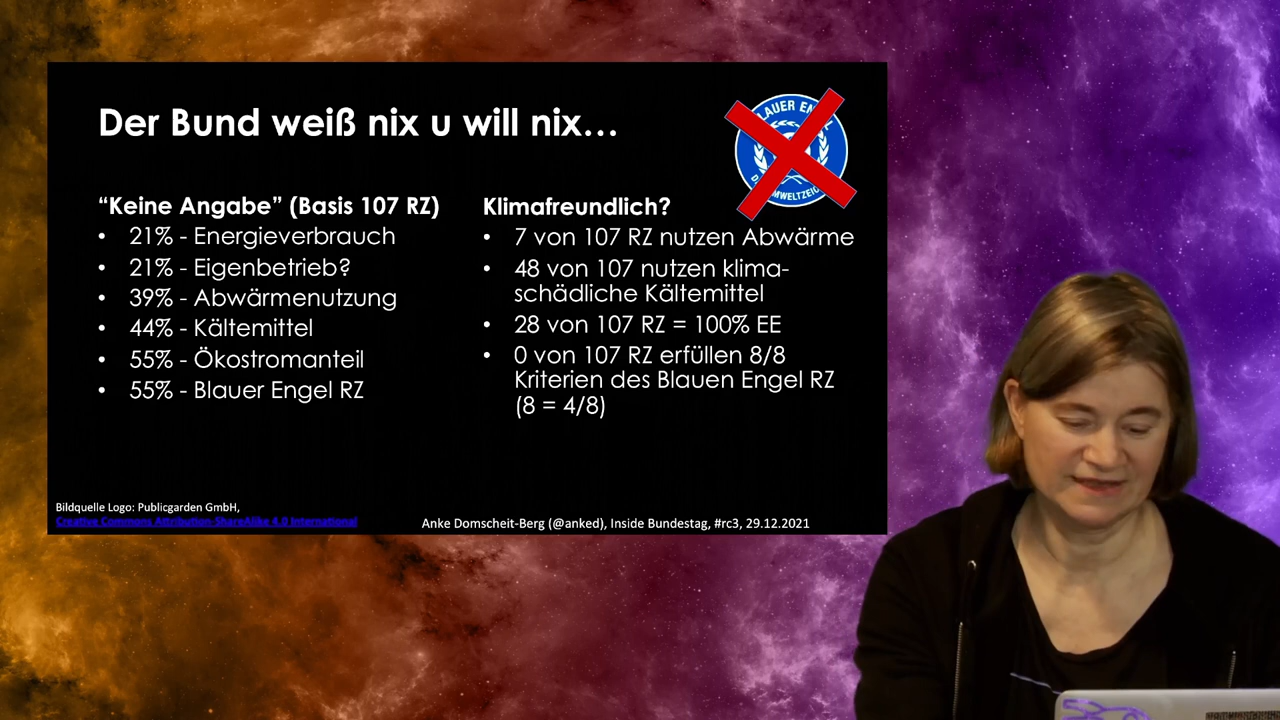 Der Bund weiß nix u will nix…
“Keine Angabe” (Basis 107 RZ)
• 21% - Energieverbrauch
• 21% - Eigenbetrieb?
• 39% - Abwärmenutzung
• 44% - Kältemittel
• 55% - Ökostromanteil
• 55% - Blauer Engel RZ
Klimafreundlich?
• 7 von 107 RZ nutzen Abwärme
• 48 von 107 nutzen klima-
schädliche Kältemittel
• 28 von 107 RZ = 100% EE
• 0 von 107 RZ erfüllen 8/8
Kriterien des Blauen Engel RZ
(8 = 4/8)
Bildquelle Logo: Publicgarden GmbH,
Creative Commons Attribution-ShareAlike 4.0 International
Anke Domscheit-Berg (@anked), Inside Bundestag, #rc3, 29.12.2021